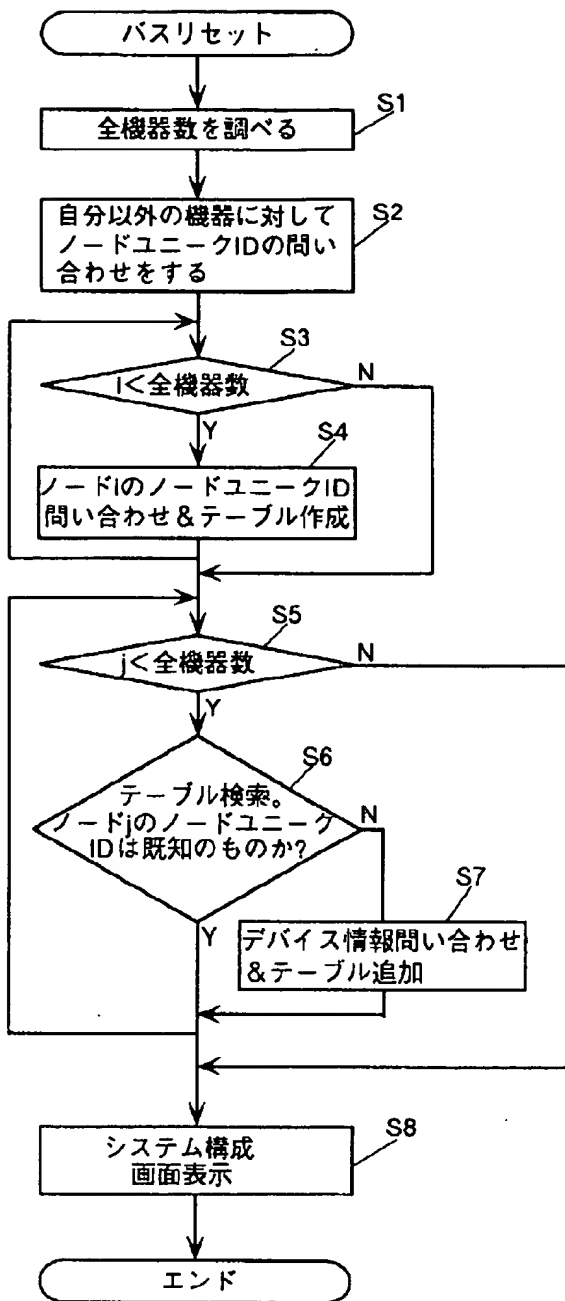 バスリセット
S1
全機器数を調べる
S2
自分以外の機器に対して
ノードユニークIDの問い
合わせをする
S3
i<全機器数
N
Y
S4
ノードiのノードユニークID
問い合わせ&テーブル作成
S5
j<全機器数
N
Y
S6
テーブル検索。
ノードjのノードユニーク
IDは既知のものか?
N
Y
S7
デバイス情報問い合わせ
&テーブル追加
S8
システム構成
画面表示
エンド